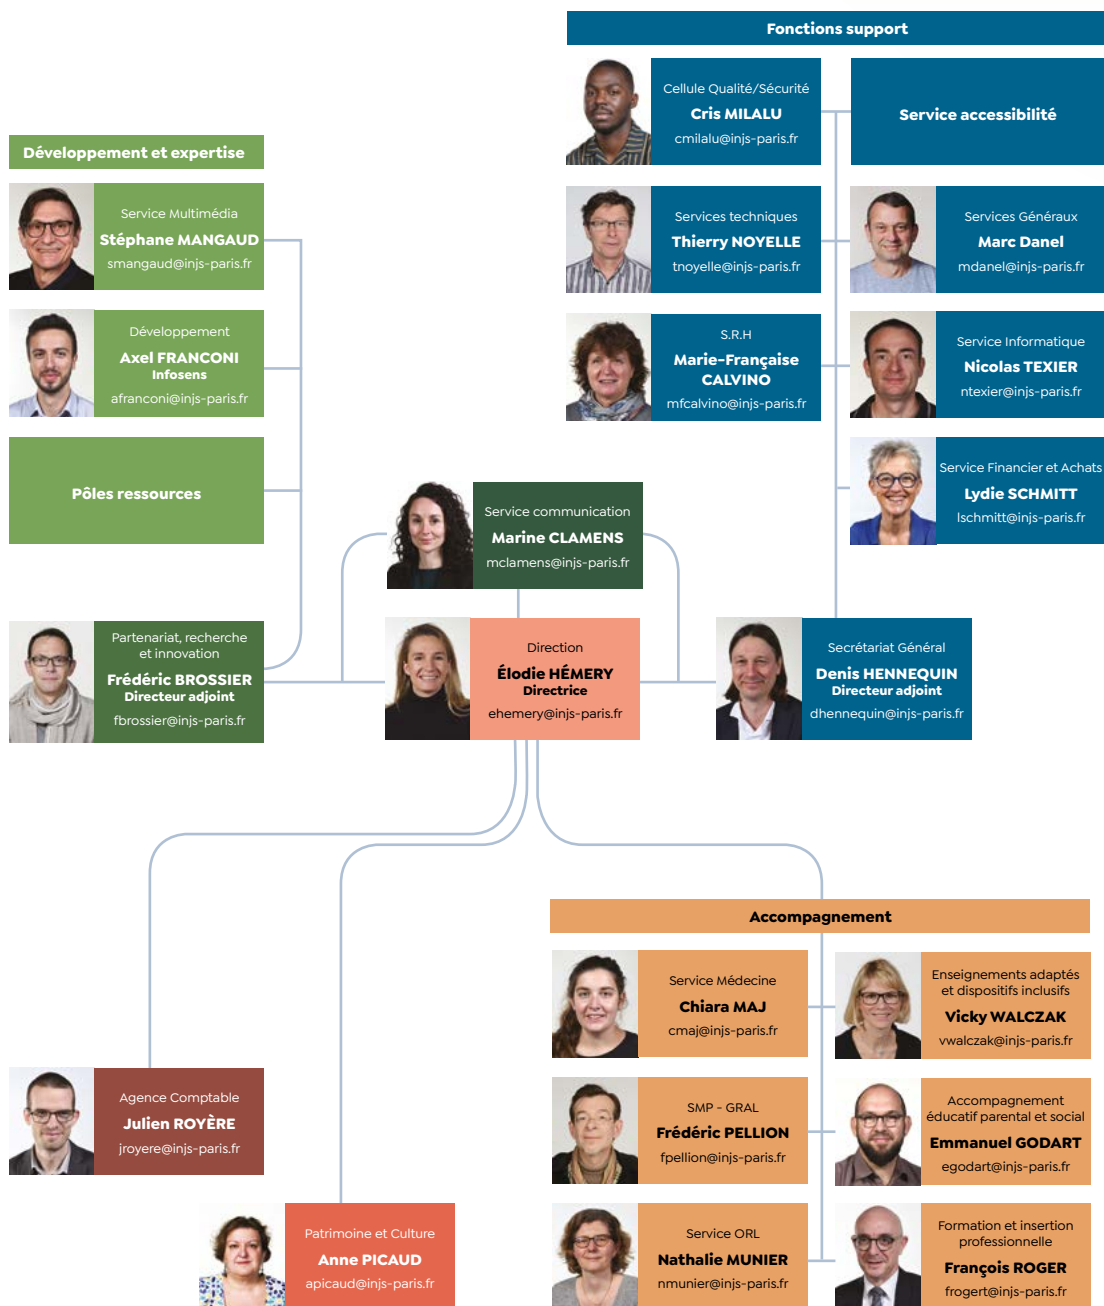 Fonctions support
Cellule Qualité/Sécurité
Cris MILALU
cmilalu@injs-paris.fr
Service accessibilité
Services techniques
Thierry NOYELLE
tnoyelle@injs-paris.fr
Services Généraux
Marc Danel
mdanel@injs-paris.fr
S.R.H
Marie-Française
CALVINO
mfcalvino@injs-paris.fr
Service Informatique
Nicolas TEXIER
ntexier@injs-paris.fr
Service Financier et Achats
Lydie SCHMITT
lschmitt@injs-paris.fr
Développement et expertise
Service Multimédia
Stéphane MANGAUD
smangaud@injs-paris.fr
Développement
Axel FRANCONI
Infosens
afranconi@injs-paris.fr
Pôles ressources
Service communication
Marine CLAMENS
mclamens@injs-paris.fr
Partenariat, recherche
et innovation
Frédéric BROSSIER
Directeur adjoint
fbrossier@injs-paris.fr
Direction
Élodie HÉMERY
Directrice
ehemery@injs-paris.fr
Secrétariat Général
Denis HENNEQUIN
Directeur adjoint
dhennequin@injs-paris.fr
Accompagnement
Service Médecine
Chiara MAJ
cmaj@injs-paris.fr
Enseignements adaptés
et dispositifs inclusifs
Vicky WALCZAK
vwalczak@injs-paris.fr
SMP - GRAL
Frédéric PELLION
fpellion@injs-paris.fr
Accompagnement
éducatif parental et social
Emmanuel GODART
egodart@injs-paris.fr
Service ORL
Nathalie MUNIER
nmunier@injs-paris.fr
Formation et insertion
professionnelle
François ROGER
frogert@injs-paris.fr
Agence Comptable
Julien ROYÈRE
jroyere@injs-paris.fr
Patrimoine et Culture
Anne PICAUD
apicaud@injs-paris.fr